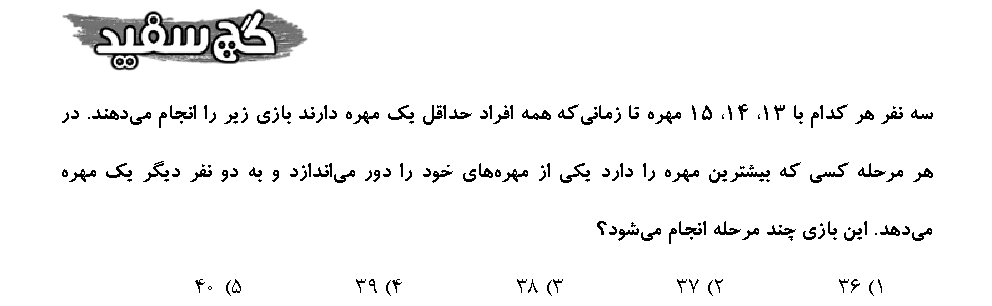 گچ سفید
سه نفر هر کدام با ۱۳، ۱۴، ۱۵ مهره تا زمانی‌که همه افراد حداقل یک مهره دارند بازی زیر را انجام می‌دهند. در
هر مرحله کسی که بیشترین مهره را دارد یکی از مهره‌های خود را دور می‌اندازد و به دو نفر دیگر یک مهره
می‌دهد. این بازی چند مرحله انجام می‌شود؟
۱) ۳۶ ۲) ۳۷ ۳) ۳۸ ۴) ۳۹ ۵) ۴۰